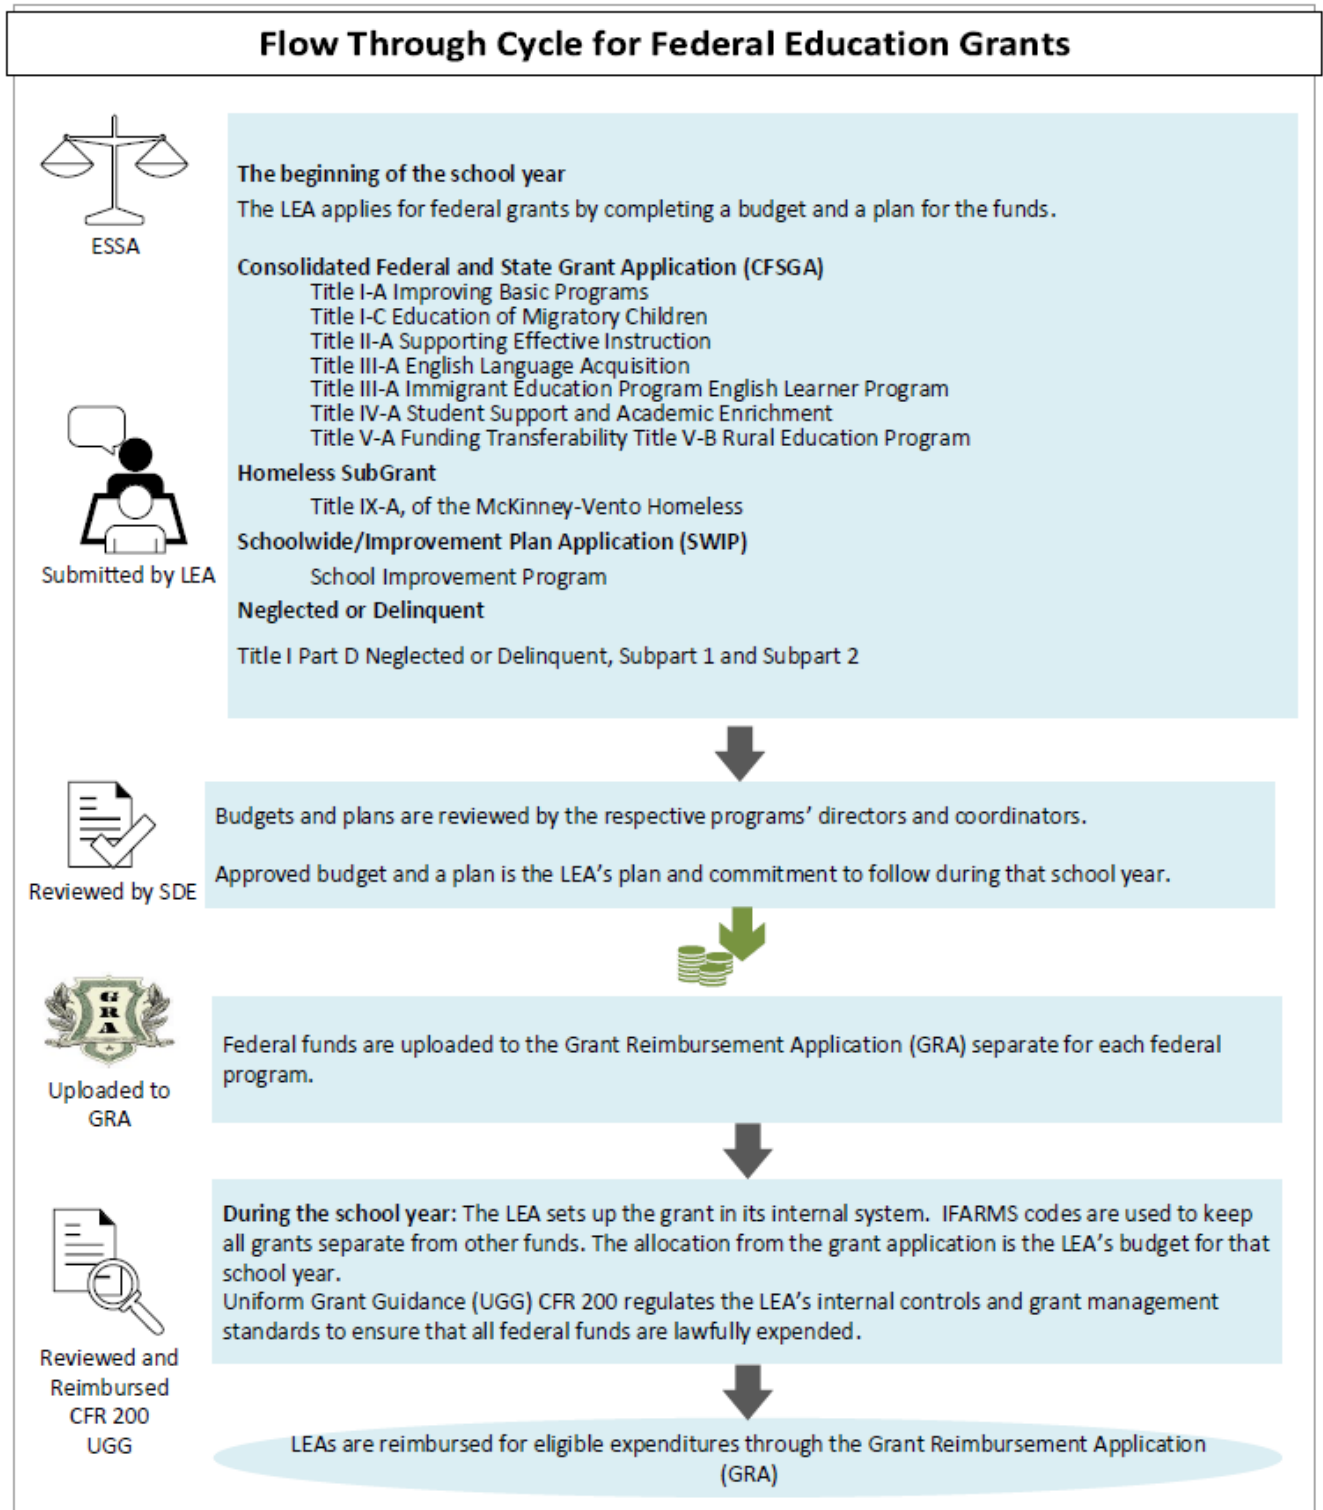 Flow Through Cycle for Federal Education Grants
ESSA
The beginning of the school year
The LEA applies for federal grants by completing a budget and a plan for the funds.
Consolidated Federal and State Grant Application (CFSGA)
Title I-A Improving Basic Programs
Title I-C Education of Migratory Children
Title II-A Supporting Effective Instruction
Title III-A English Language Acquisition
Title III-A Immigrant Education Program English Learner Program
Title IV-A Student Support and Academic Enrichment
Title V-A Funding Transferability Title V-B Rural Education Program
Homeless SubGrant
Title IX-A, of the McKinney-Vento Homeless
Schoolwide/Improvement Plan Application (SWIP)
School Improvement Program
Neglected or Delinquent
Title I Part D Neglected or Delinquent, Subpart 1 and Subpart 2
Submitted by LEA
Budgets and plans are reviewed by the respective programs’ directors and coordinators.
Approved budget and a plan is the LEA’s plan and commitment to follow during that school year.
Reviewed by SDE
G
R
A
Uploaded to
GRA
Federal funds are uploaded to the Grant Reimbursement Application (GRA) separate for each federal
program.
During the school year: The LEA sets up the grant in its internal system.  IFARMS codes are used to keep
all grants separate from other funds. The allocation from the grant application is the LEA’s budget for that
school year.
Uniform Grant Guidance (UGG) CFR 200 regulates the LEA’s internal controls and grant management
standards to ensure that all federal funds are lawfully expended.
Reviewed and
Reimbursed
CFR 200
UGG
LEAs are reimbursed for eligible expenditures through the Grant Reimbursement Application
(GRA)